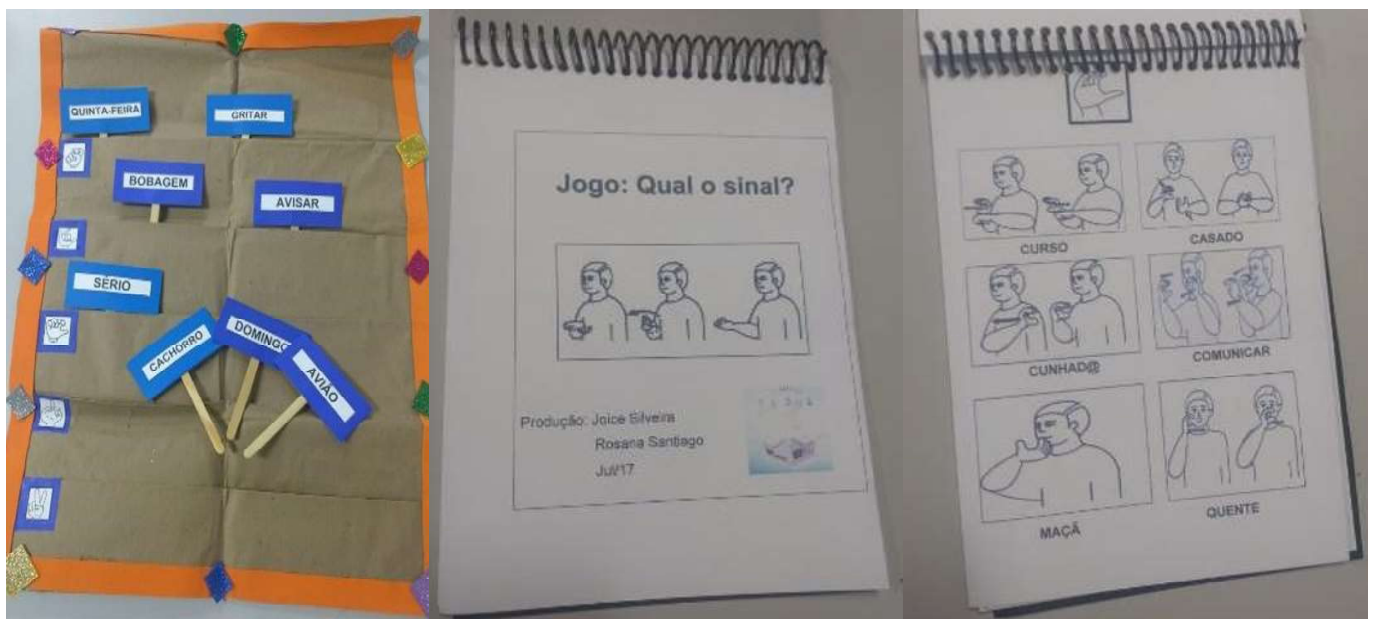 QUINTA-FEIRA
GRITAR
BOBAGEM
AVISAR
SÉRIO
CACHORRO
DOMINGO
AVIÃO
Jogo: Qual o sinal?
Produção: Joice Silveira
Rosana Santiago
Jul/17
CURSO
CASADO
CUNHAD@
COMUNICAR
MAÇÃ
QUENTE